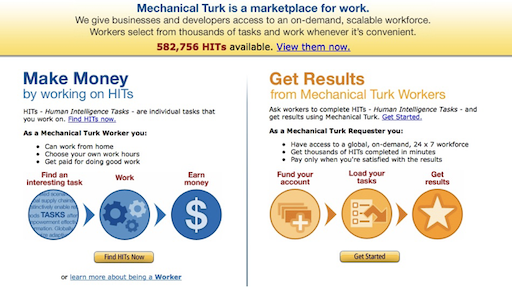 Mechanical Turk is a marketplace for work.
We give businesses and developers access to an on-demand, scalable workforce.
Workers select from thousands of tasks and work whenever it's convenient.
582,756 HITs available. View them now.
Make Money
by working on HITs
HITs - Human Intelligence Tasks - are individual tasks that
you work on. Find HITs now.
As a Mechanical Turk Worker you:
• Can work from home
• Choose your own work hours
• Get paid for doing good work
Find an
interesting task
Work
Earn
money
TASKS
$
Find HITs Now
or learn more about being a Worker
Get Results
from Mechanical Turk Workers
Ask workers to complete HITs - Human Intelligence Tasks - and
get results using Mechanical Turk. Get Started.
As a Mechanical Turk Requester you:
• Have access to a global, on-demand, 24 x 7 workforce
• Get thousands of HITs completed in minutes
• Pay only when you're satisfied with the results
Fund your
account
Load your
tasks
Get
results
Get Started